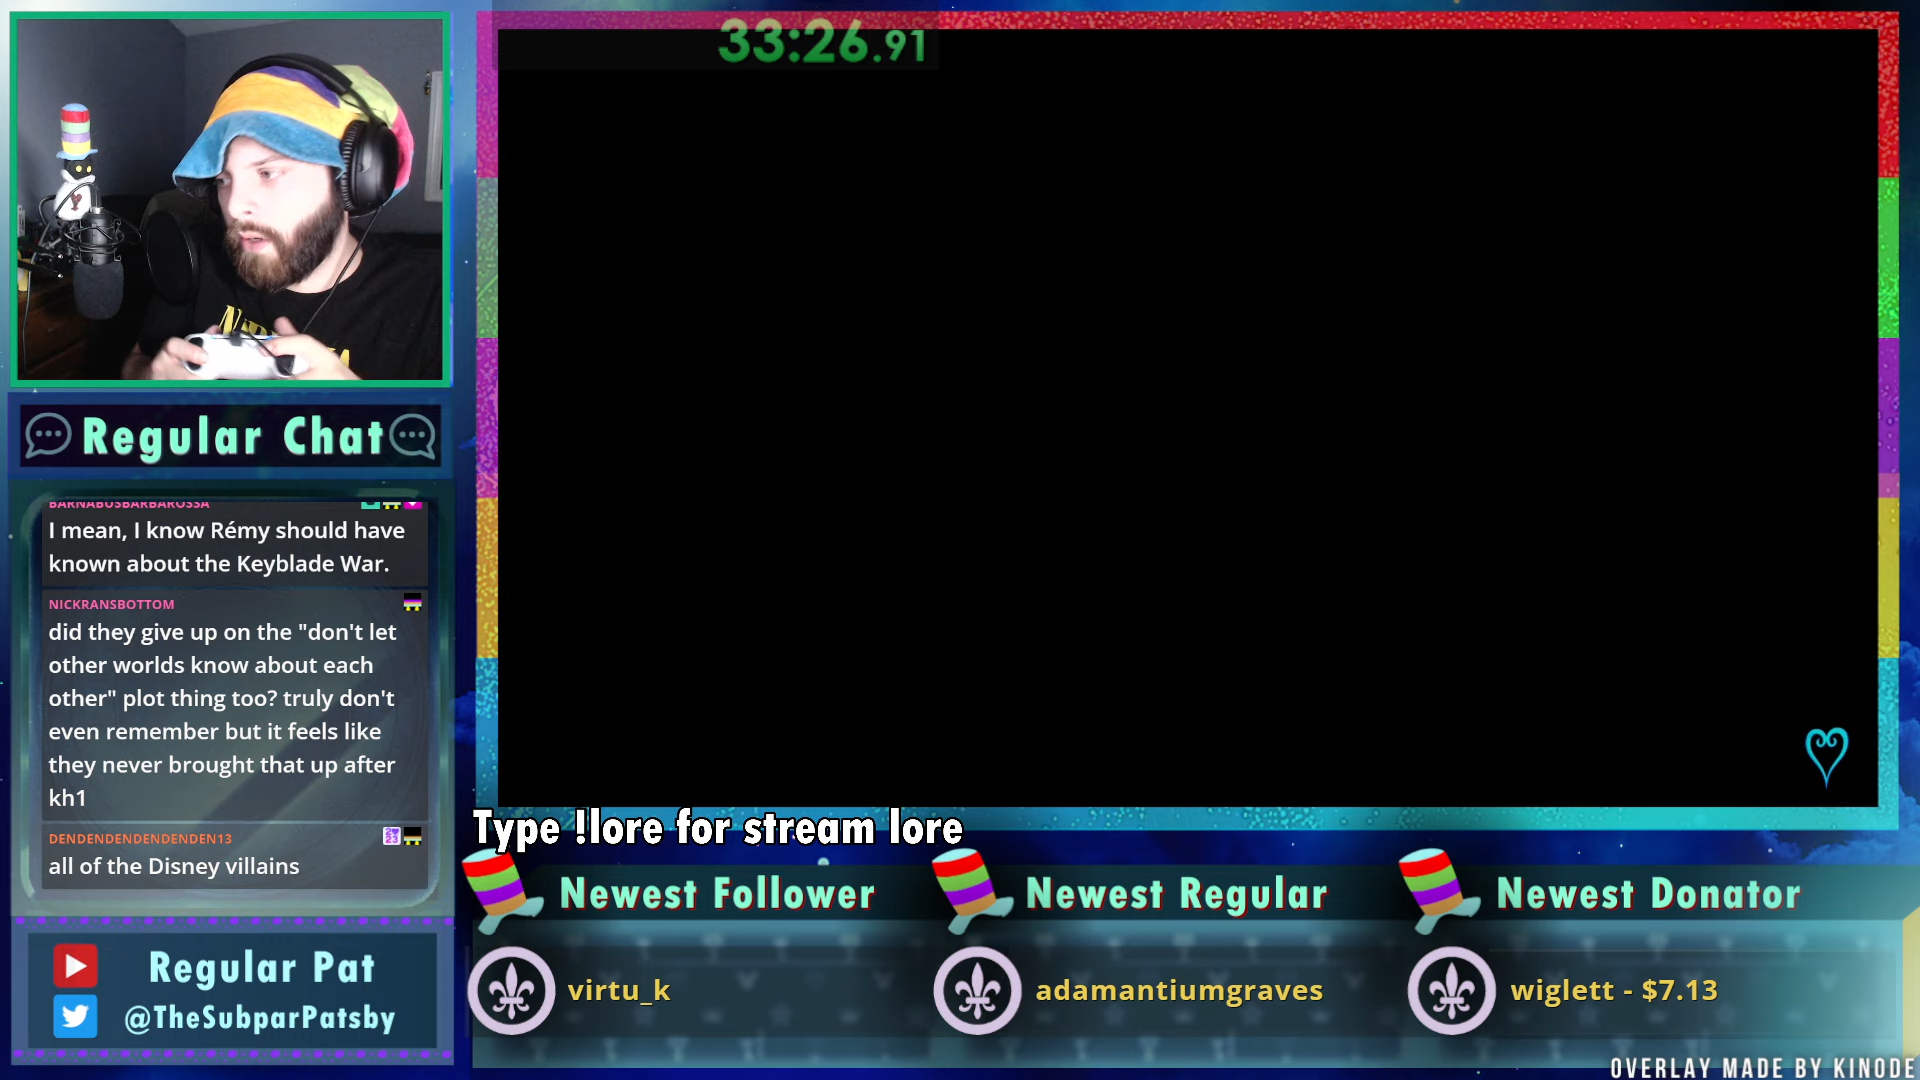 33:26.91
Regular Chat
BARNABUSBARBAROSSA
I mean, I know Rémy should have
known about the Keyblade War.
NICKRANSBOTTOM
did they give up on the "don't let
other worlds know about each
other" plot thing too? truly don't
even remember but it feels like
they never brought that up after
kh1
DENDENDENDENDENDEN13
all of the Disney villains
Regular Pat
@TheSubparPatsby
Type !lore for stream lore
Newest Follower
virtu_k
Newest Regular
adamantiumgraves
Newest Donator
wiglett - $7.13
OVERLAY MADE BY KINODE